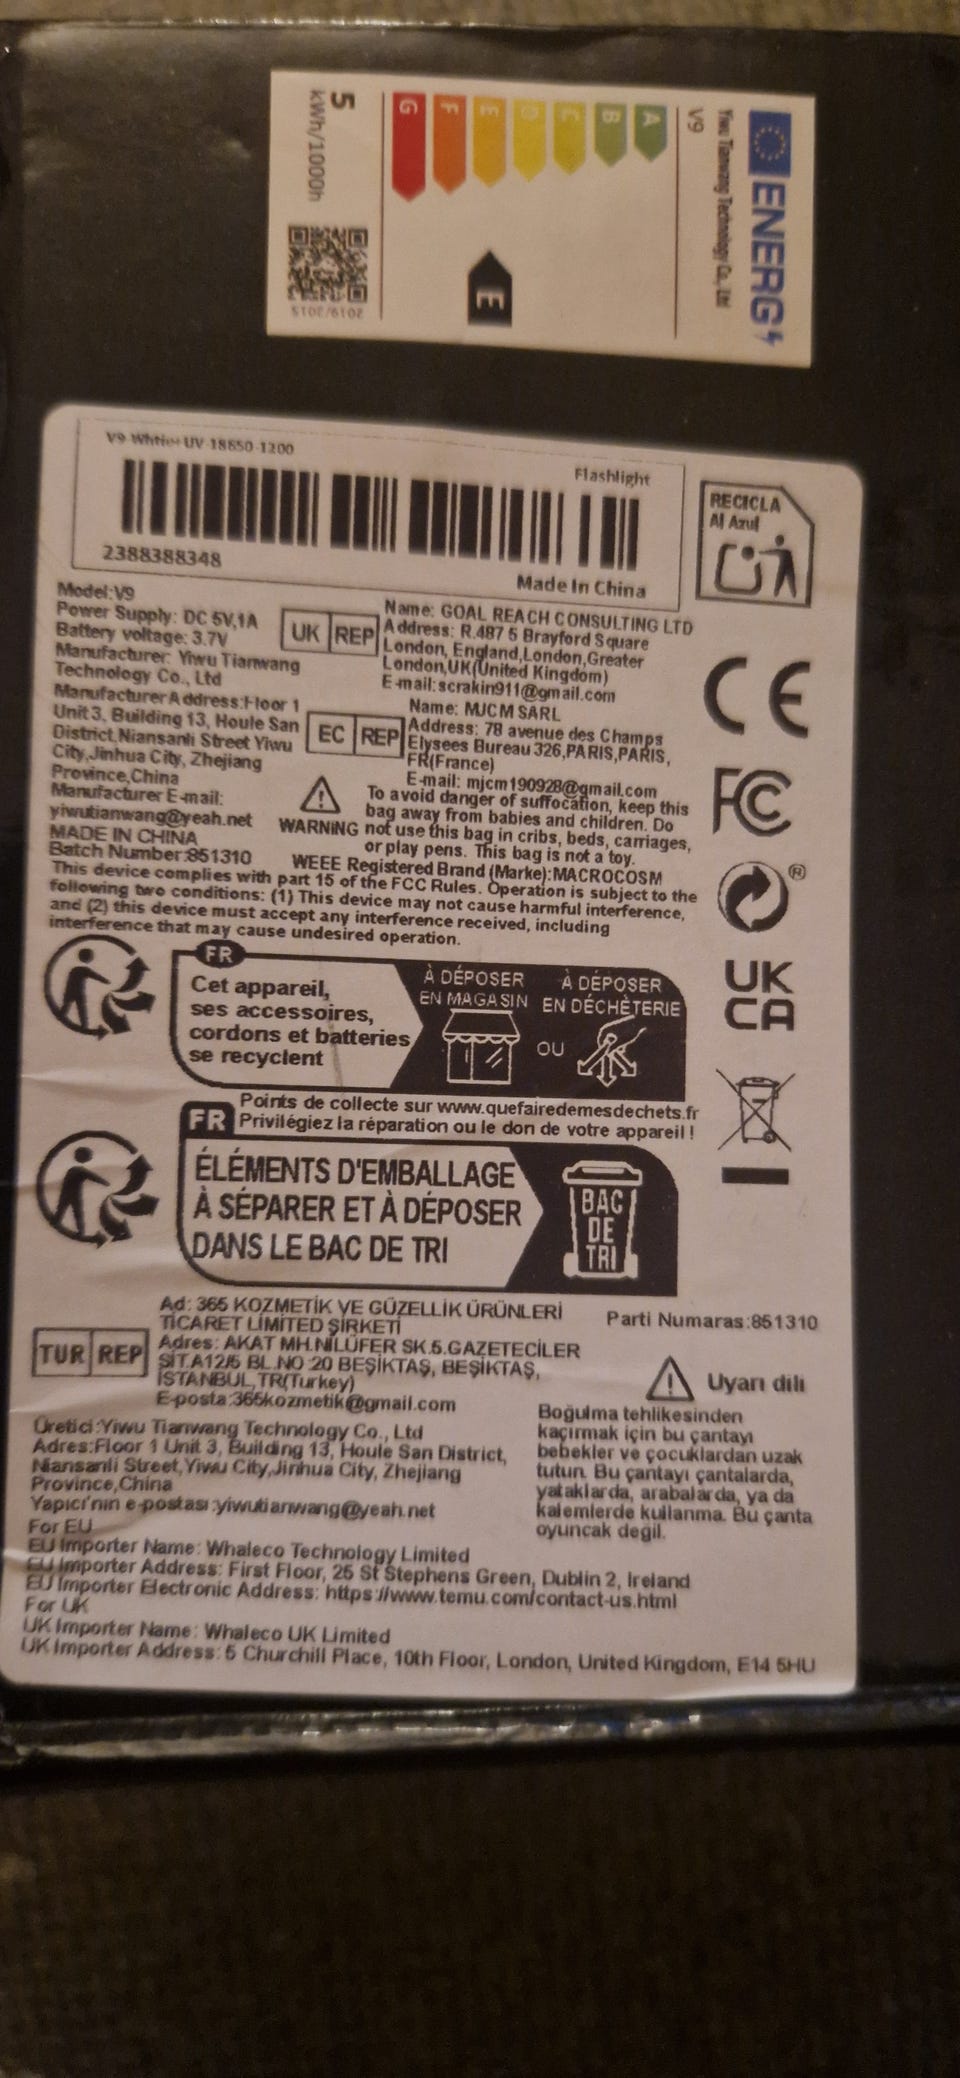 ENERG
Yiwu Tianwang Technology Co., Ltd
V9
A
B
C
D
E
F
G
E
5
kWh/1000h
2019/2015
V9-Whtie+UV-18650-1200
Flashlight
2388388348
Made In China
RECICLA
Al Azul
Model:V9
Power Supply: DC 5V,1A
Battery voltage: 3.7V
Manufacturer: Yiwu Tianwang
Technology Co., Ltd
Manufacturer Address:Floor 1
Unit 3, Building 13, Houle San
District,Niansanli Street Yiwu
City,Jinhua City, Zhejiang
Province,China
Manufacturer E-mail:
yiwutianwang@yeah.net
MADE IN CHINA
Batch Number:851310
UK REP
Name: GOAL REACH CONSULTING LTD
Address: R.487 5 Brayford Square
London, England,London,Greater
London,UK(United Kingdom)
E-mail:scrakin911@gmail.com
EC REP
Name: MJCM SARL
Address: 78 avenue des Champs
Elysees Bureau 326,PARIS,PARIS,
FR(France)
E-mail: mjcm190928@gmail.com
WARNING
To avoid danger of suffocation, keep this
bag away from babies and children. Do
not use this bag in cribs, beds, carriages,
or play pens. This bag is not a toy.
WEEE Registered Brand (Marke):MACROCOSM
This device complies with part 15 of the FCC Rules. Operation is subject to the
following two conditions: (1) This device may not cause harmful interference,
and (2) this device must accept any interference received, including
interference that may cause undesired operation.
CE
FC
®
UK
CA
FR
Cet appareil,
ses accessoires,
cordons et batteries
se recyclent
À DÉPOSER
EN MAGASIN
OU
À DÉPOSER
EN DÉCHÈTERIE
Points de collecte sur www.quefairedemesdechets.fr
Privilégiez la réparation ou le don de votre appareil !
FR
ÉLÉMENTS D'EMBALLAGE
À SÉPARER ET À DÉPOSER
DANS LE BAC DE TRI
BAC
DE
TRI
TUR REP
Ad: 365 KOZMETİK VE GÜZELLİK ÜRÜNLERİ
TİCARET LİMİTED ŞİRKETİ
Adres: AKAT MH.NİLÜFER SK.5.GAZETECİLER
SİT.A12/5 BL.NO :20 BEŞİKTAŞ, BEŞİKTAŞ,
İSTANBUL,TR(Turkey)
E-posta:365kozmetik@gmail.com
Parti Numaras:851310
Uyarı dili
Boğulma tehlikesinden
kaçırmak için bu çantayı
bebekler ve çocuklardan uzak
tutun. Bu çantayı çantalarda,
yataklarda, arabalarda, ya da
kalemlerde kullanma. Bu çanta
oyuncak degil.
Üretici:Yiwu Tianwang Technology Co., Ltd
Adres:Floor 1 Unit 3, Building 13, Houle San District,
Niansanli Street,Yiwu City,Jinhua City, Zhejiang
Province,China
Yapıcı'nın e-postası:yiwutianwang@yeah.net
For EU
EU Importer Name: Whaleco Technology Limited
EU Importer Address: First Floor, 25 St Stephens Green, Dublin 2, Ireland
EU Importer Electronic Address: https://www.temu.com/contact-us.html
For UK
UK Importer Name: Whaleco UK Limited
UK Importer Address: 5 Churchill Place, 10th Floor, London, United Kingdom, E14 5HU